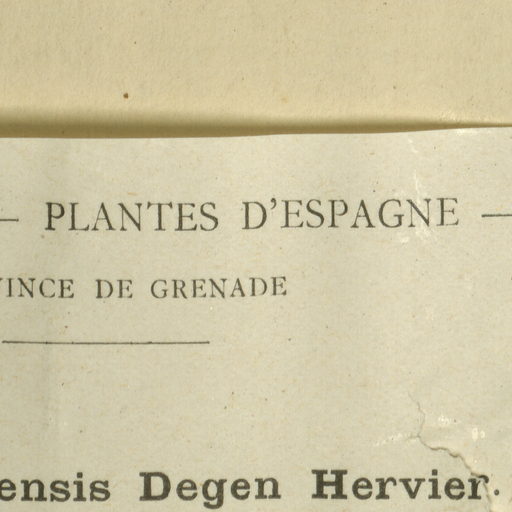 — PLANTES D'ESPAGNE —
VINCE DE GRENADE
ensis Degen Hervier.